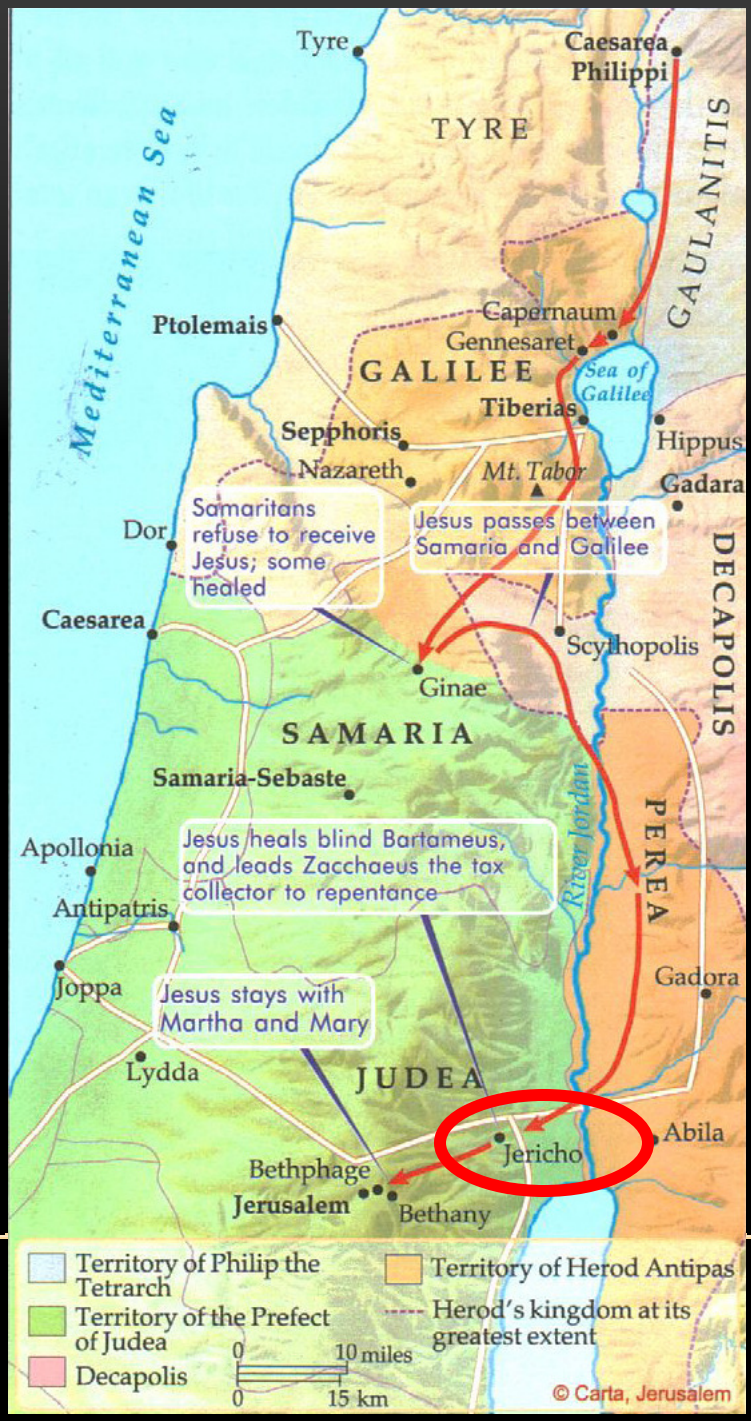 Tyre
Caesarea
Philippi
TYRE
Mediterranean Sea
GAULANITIS
Ptolemais
Capernaum
Gennesaret
GALILEE
Sea of
Galilee
Tiberias
Hippus
Sepphoris
Nazareth
Mt. Tabor
Gadara
Samaritans
refuse to receive
Jesus; some
healed
Jesus passes between
Samaria and Galilee
Dor
DECAPOLIS
Caesarea
Scythopolis
Ginae
SAMARIA
Samaria-Sebaste
River Jordan
PEREA
Jesus heals blind Bartameus,
and leads Zacchaeus the tax
collector to repentance
Apollonia
Antipatris
Joppa
Gadora
Jesus stays with
Martha and Mary
Lydda
JUDEA
Abila
Jericho
Bethphage
Jerusalem
Bethany
Territory of Philip the
Tetrarch
Territory of the Prefect
of Judea
Decapolis
Territory of Herod Antipas
Herod's kingdom at its
greatest extent
0 10 miles
0 15 km
© Carta, Jerusalem